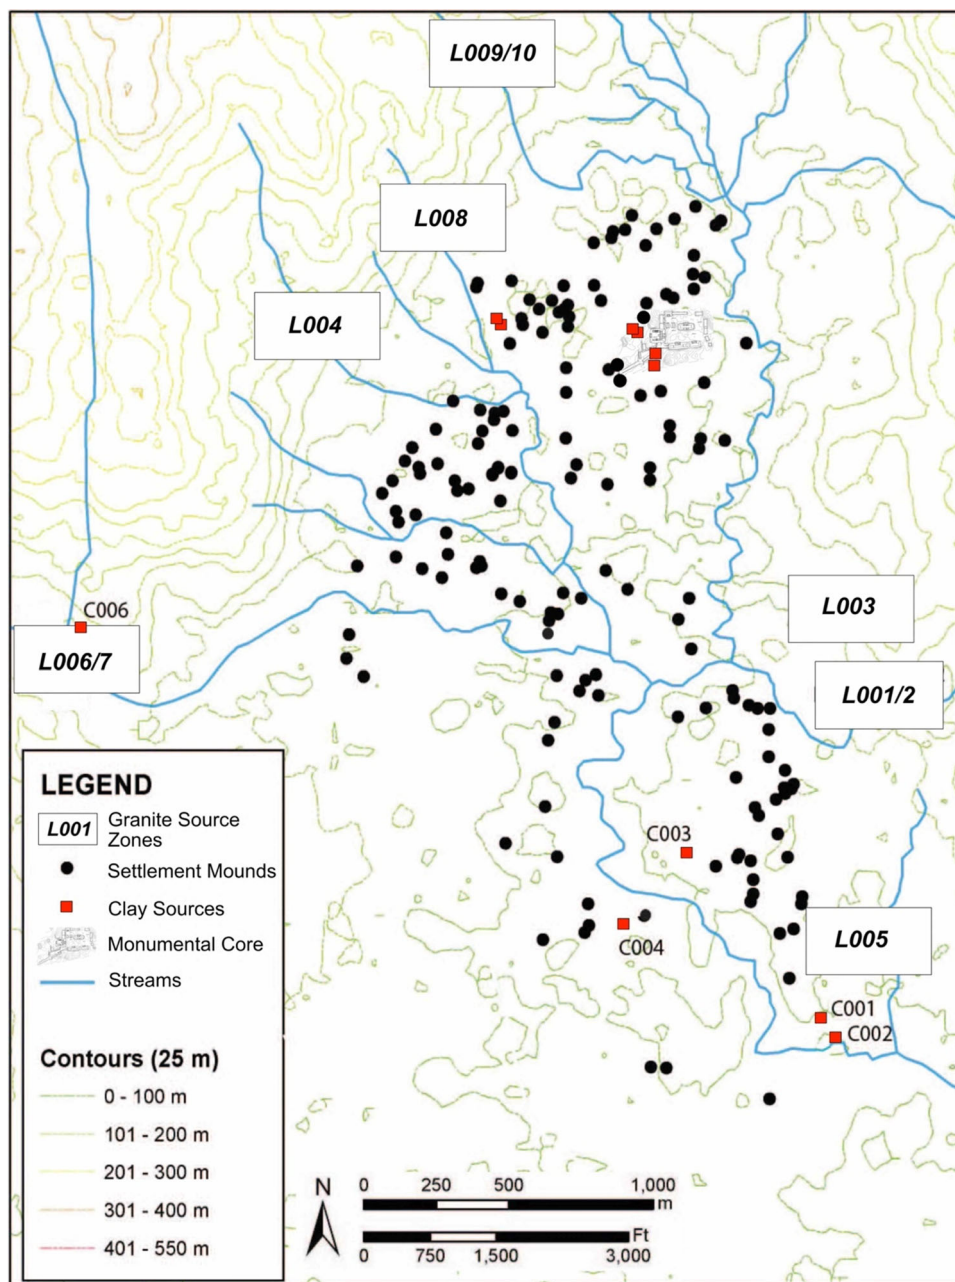 L009/10
L008
L004
L003
C006
L006/7
L001/2
C003
L005
C004
C001
C002
LEGEND
L001
Granite Source
Zones
Settlement Mounds
Clay Sources
Monumental Core
Streams
Contours (25 m)
0 - 100 m
101 - 200 m
201 - 300 m
301 - 400 m
401 - 550 m
N
0 250 500 1,000
m
Ft
0 750 1,500 3,000